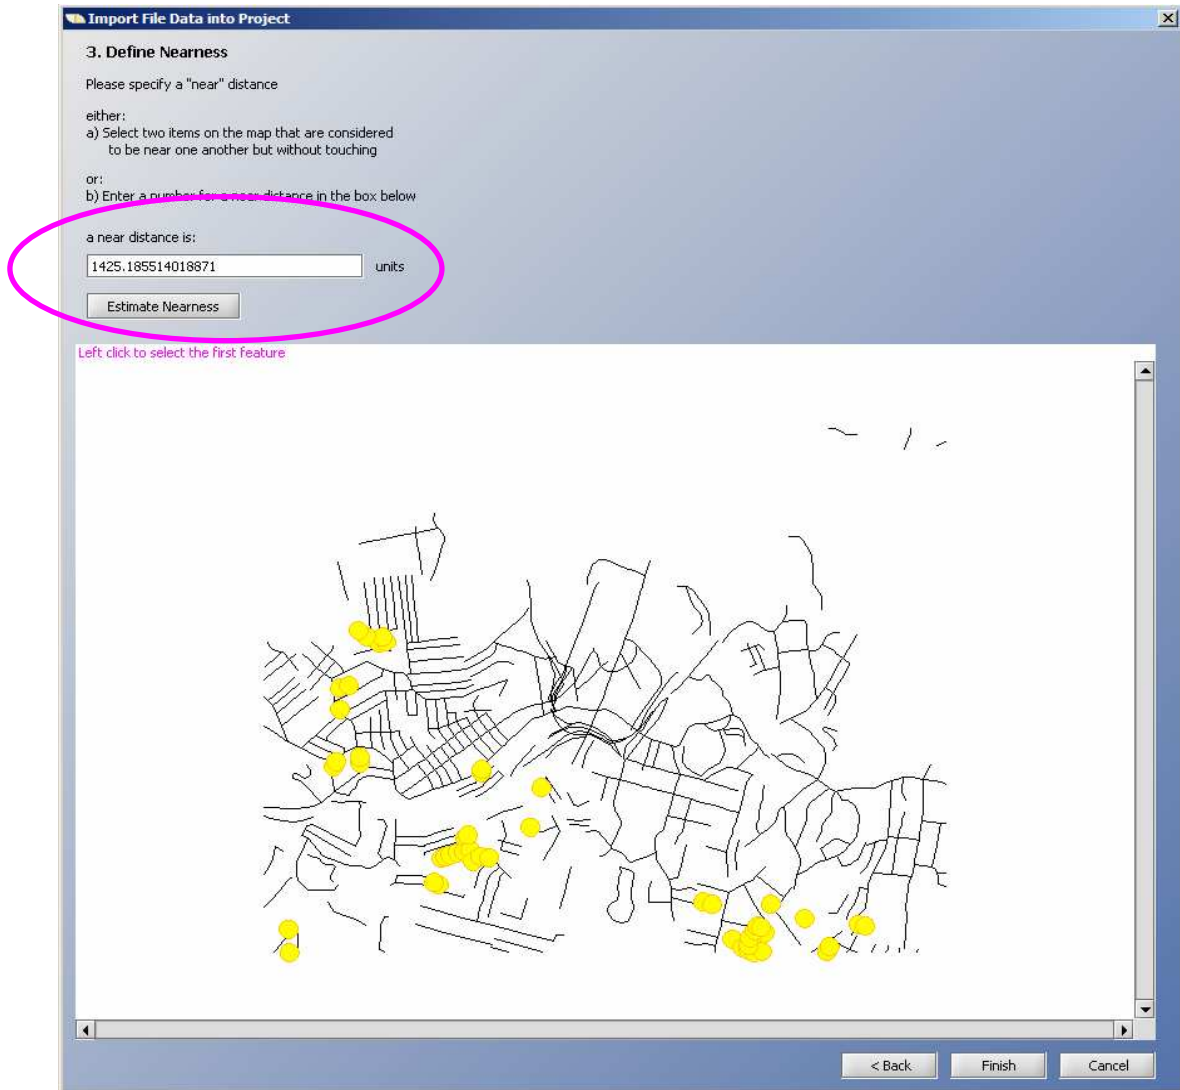 Import File Data into Project
3. Define Nearness
Please specify a "near" distance
either:
a) Select two items on the map that are considered
to be near one another but without touching
or:
b) Enter a number for a near distance in the box below
a near distance is:
1425.185514018871 units
Estimate Nearness
Left click to select the first feature
< Back Finish Cancel